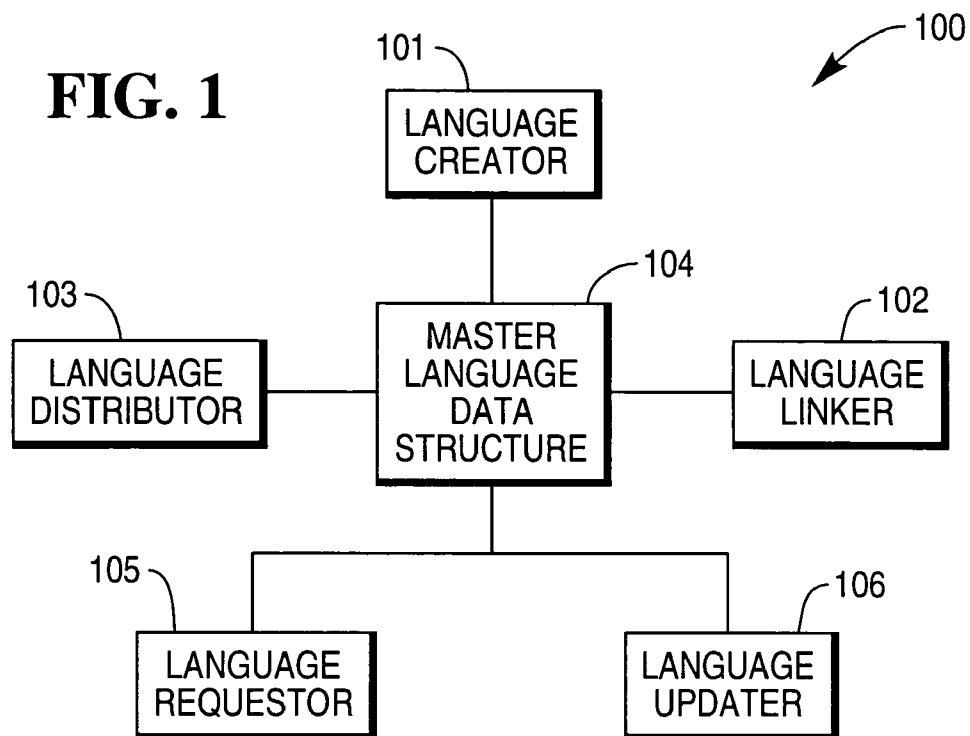 FIG. 1
100
101
LANGUAGE
CREATOR
104
MASTER
LANGUAGE
DATA
STRUCTURE
103
LANGUAGE
DISTRIBUTOR
102
LANGUAGE
LINKER
105
LANGUAGE
REQUESTOR
106
LANGUAGE
UPDATER